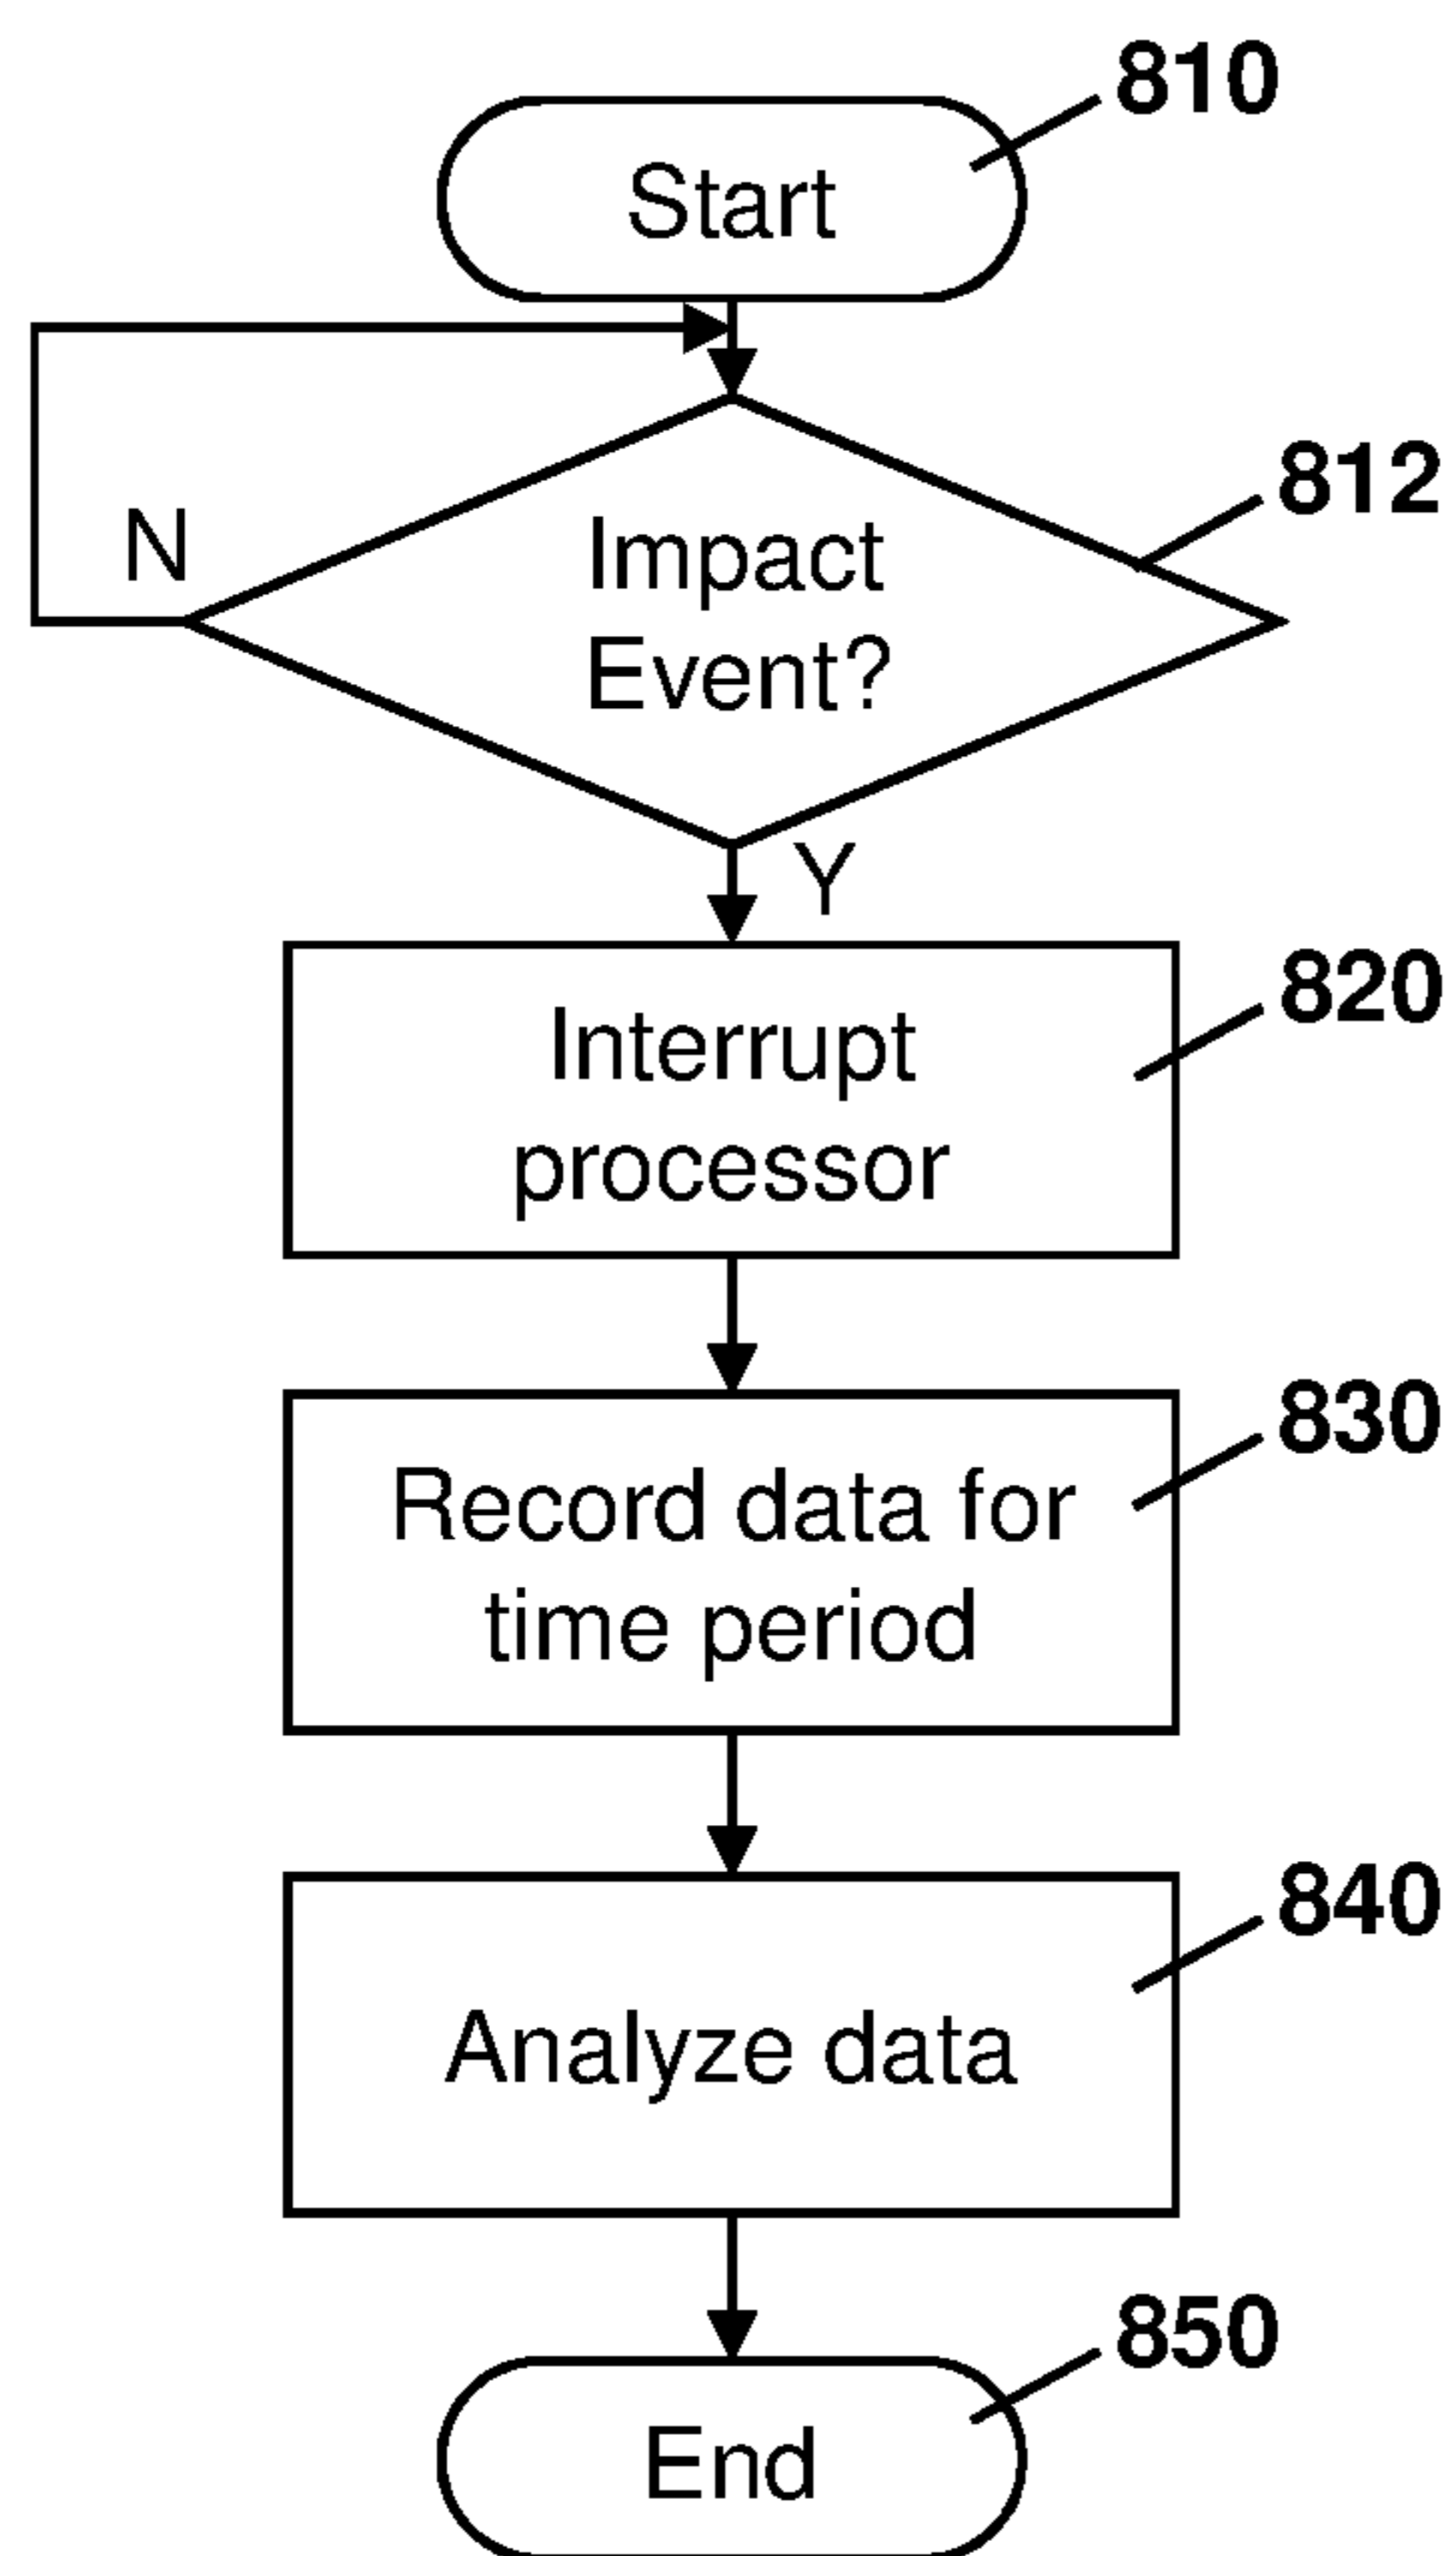 810
Start
812
N
Impact
Event?
Y
820
Interrupt
processor
830
Record data for
time period
840
Analyze data
850
End